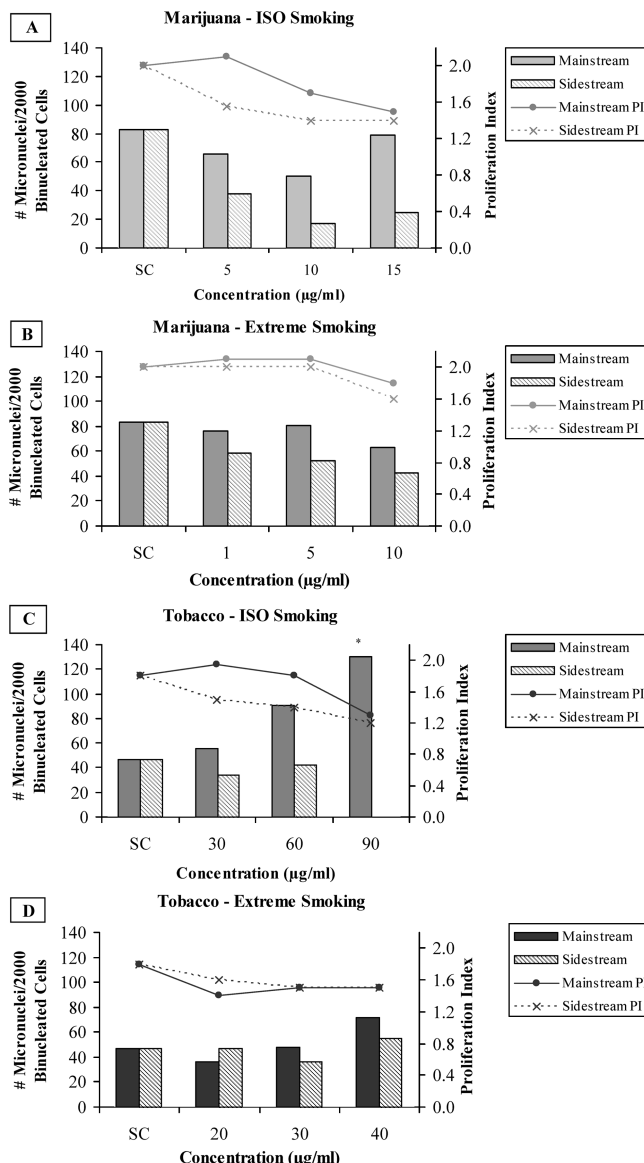 A
Marijuana - ISO Smoking
# Micronuclei/2000
Binucleated Cells
140
120
100
80
60
40
20
0
2.0
1.6
1.2
0.8
0.4
0.0
Proliferation Index
SC 5 10 15
Concentration (µg/ml)
Mainstream
Sidestream
Mainstream PI
Sidestream PI
B
Marijuana - Extreme Smoking
# Micronuclei/2000
Binucleated Cells
140
120
100
80
60
40
20
0
2.0
1.6
1.2
0.8
0.4
0.0
Proliferation Index
SC 1 5 10
Concentration (µg/ml)
Mainstream
Sidestream
Mainstream PI
Sidestream PI
C
Tobacco - ISO Smoking
# Micronuclei/2000
Binucleated Cells
140
120
100
80
60
40
20
0
*
2.0
1.6
1.2
0.8
0.4
0.0
Proliferation Index
SC 30 60 90
Concentration (µg/ml)
Mainstream
Sidestream
Mainstream PI
Sidestream PI
D
Tobacco - Extreme Smoking
# Micronuclei/2000
Binucleated Cells
140
120
100
80
60
40
20
0
2.0
1.6
1.2
0.8
0.4
0.0
Proliferation Index
SC 20 30 40
Concentration (µg/ml)
Mainstream
Sidestream
Mainstream PI
Sidestream PI